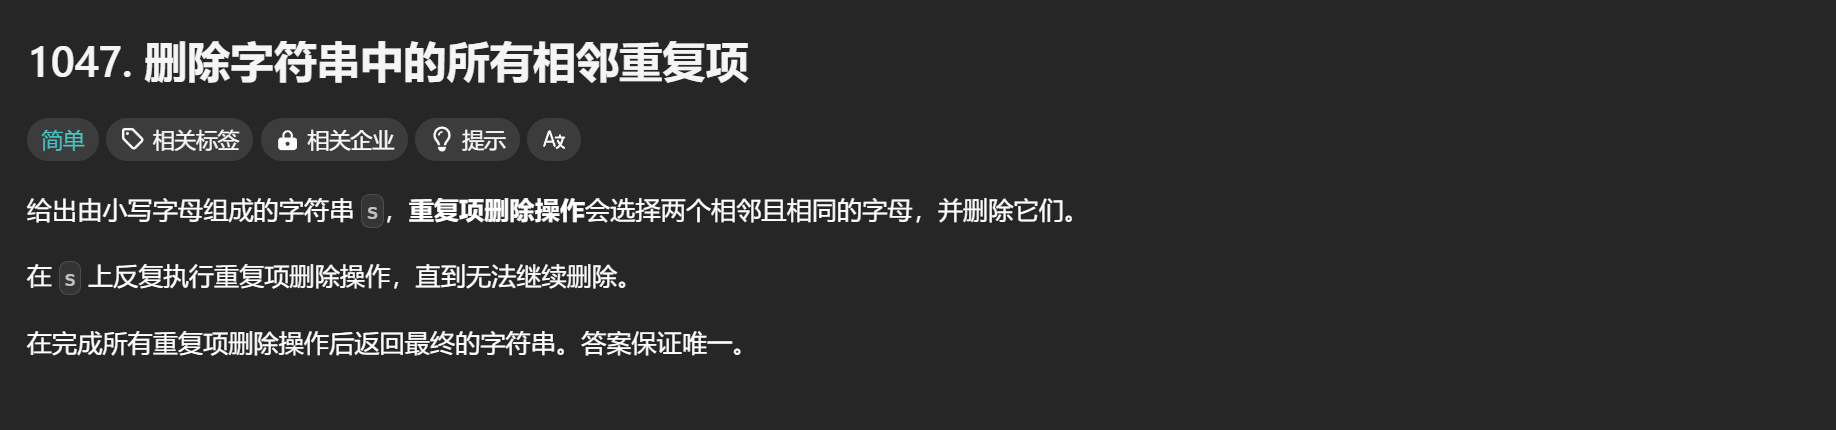 1047. 删除字符串中的所有相邻重复项
简单 相关标签 相关企业 提示 A文
给出由小写字母组成的字符串 s，重复项删除操作会选择两个相邻且相同的字母，并删除它们。
在 s 上反复执行重复项删除操作，直到无法继续删除。
在完成所有重复项删除操作后返回最终的字符串。答案保证唯一。